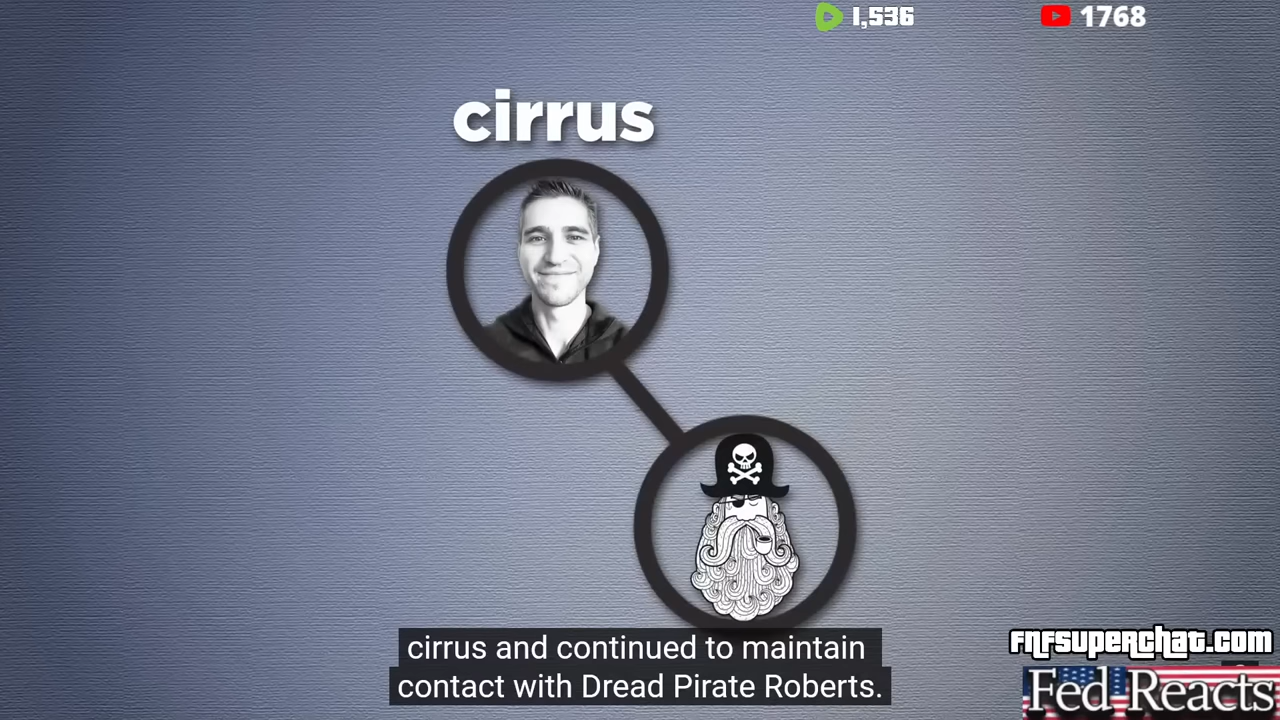 1,536
1768
cirrus
cirrus and continued to maintain
contact with Dread Pirate Roberts.
FNFSUPERCHAT.COM
Fed Reacts